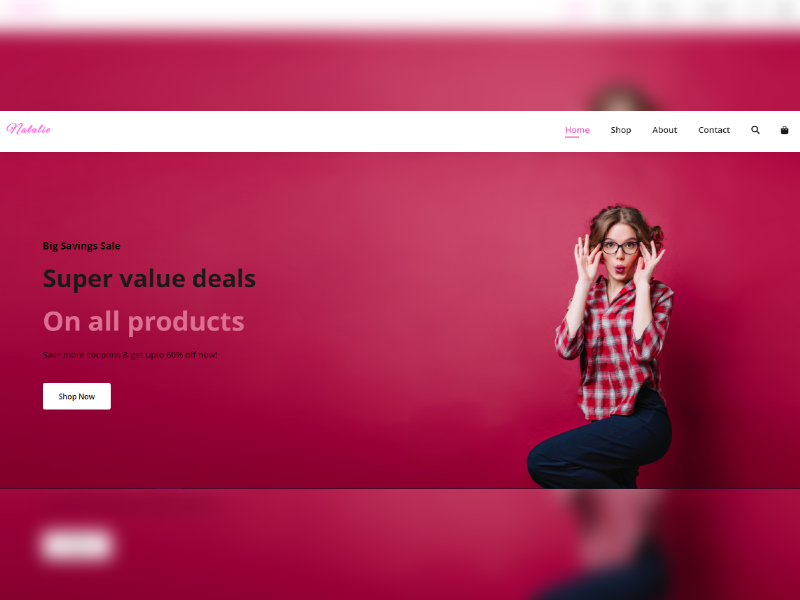 Natalie
Home Shop About Contact
Big Savings Sale
Super value deals
On all products
Save more coupons & get upto 60% off now!
Shop Now